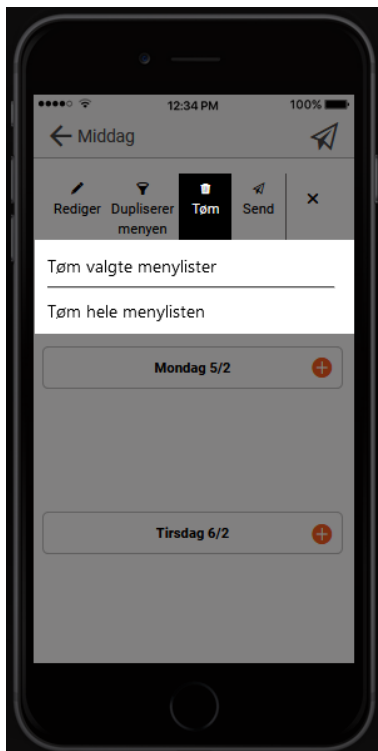 12:34 PM 100%
Middag
Rediger Dupliserer menyen Tøm Send ×
Tøm valgte menylister
Tøm hele menylisten
Mondag 5/2
Tirsdag 6/2